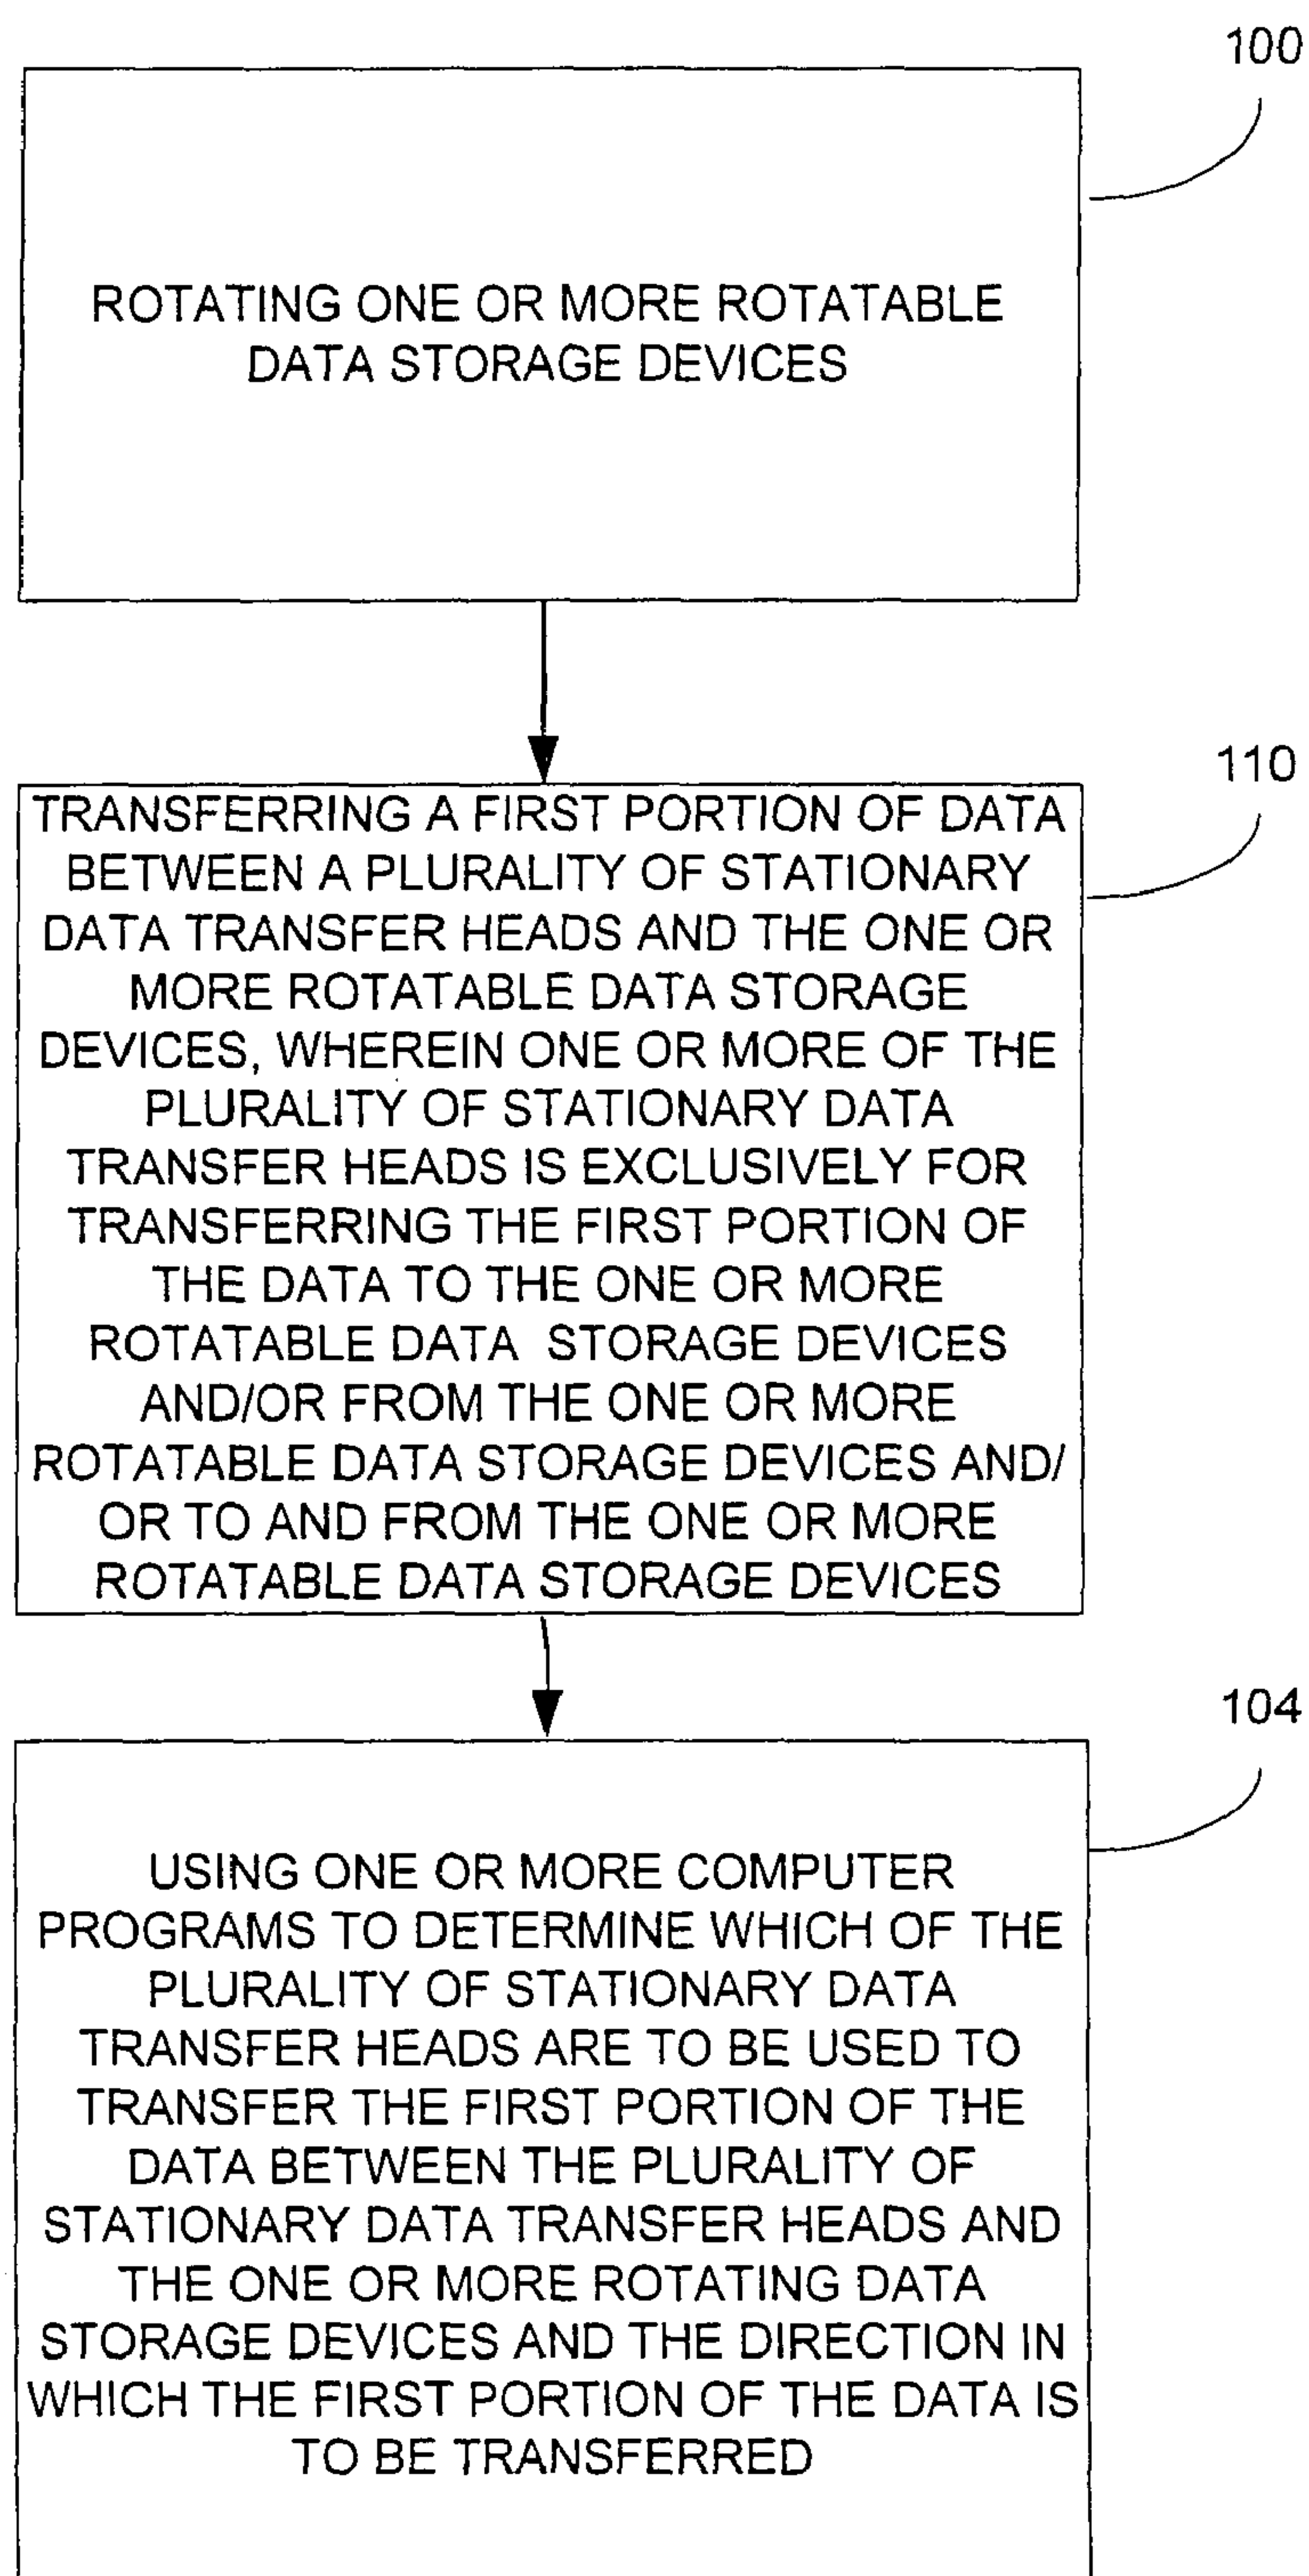 100
ROTATING ONE OR MORE ROTATABLE
DATA STORAGE DEVICES
110
TRANSFERRING A FIRST PORTION OF DATA
BETWEEN A PLURALITY OF STATIONARY
DATA TRANSFER HEADS AND THE ONE OR
MORE ROTATABLE DATA STORAGE
DEVICES, WHEREIN ONE OR MORE OF THE
PLURALITY OF STATIONARY DATA
TRANSFER HEADS IS EXCLUSIVELY FOR
TRANSFERRING THE FIRST PORTION OF
THE DATA TO THE ONE OR MORE
ROTATABLE DATA STORAGE DEVICES
AND/OR FROM THE ONE OR MORE
ROTATABLE DATA STORAGE DEVICES AND/
OR TO AND FROM THE ONE OR MORE
ROTATABLE DATA STORAGE DEVICES
104
USING ONE OR MORE COMPUTER
PROGRAMS TO DETERMINE WHICH OF THE
PLURALITY OF STATIONARY DATA
TRANSFER HEADS ARE TO BE USED TO
TRANSFER THE FIRST PORTION OF THE
DATA BETWEEN THE PLURALITY OF
STATIONARY DATA TRANSFER HEADS AND
THE ONE OR MORE ROTATING DATA
STORAGE DEVICES AND THE DIRECTION IN
WHICH THE FIRST PORTION OF THE DATA IS
TO BE TRANSFERRED